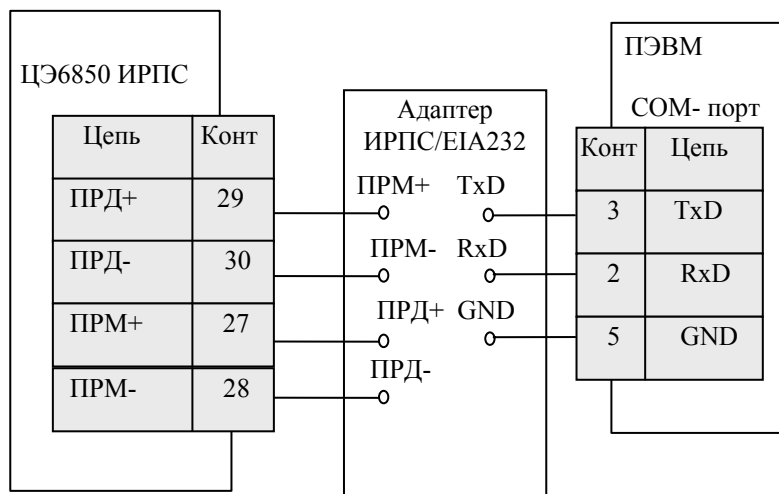 ЦЭ6850 ИРПС
Цепь Конт
ПРД+ 29
ПРД- 30
ПРМ+ 27
ПРМ- 28
Адаптер
ИРПС/EIA232
ПРМ+ TxD
ПРМ- RxD
ПРД+ GND
ПРД-
ПЭВМ
COM- порт
Конт Цепь
3 TxD
2 RxD
5 GND